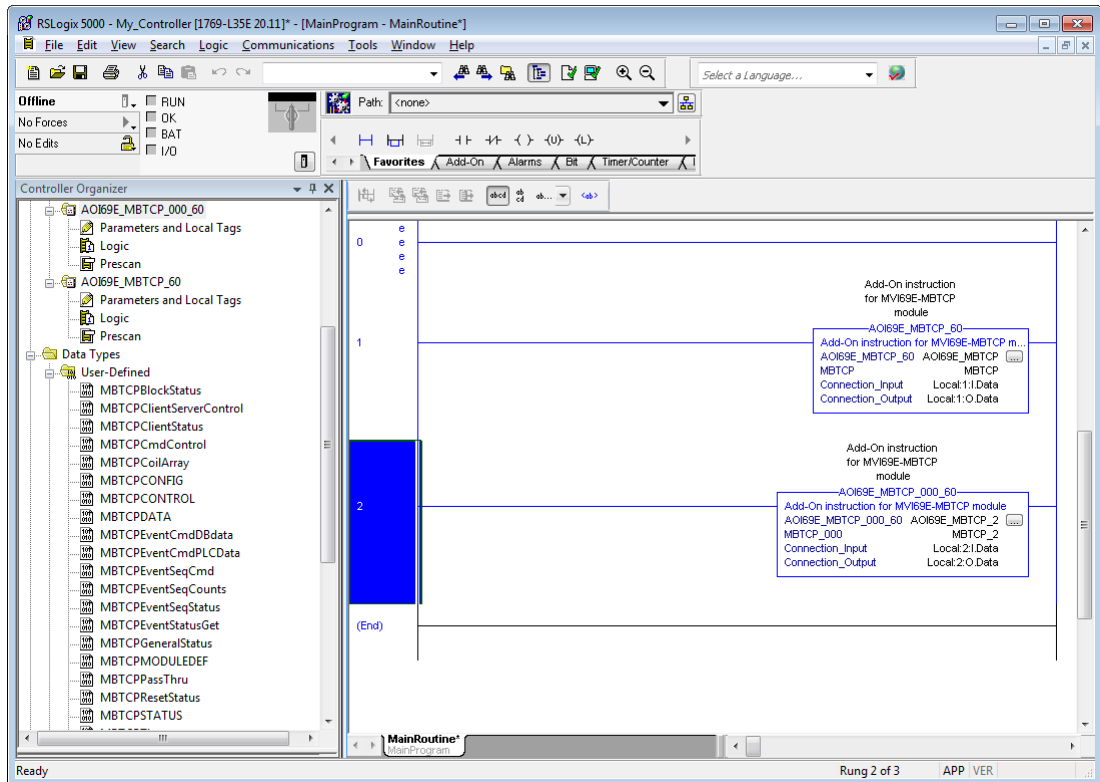 RSLogix 5000 - My_Controller [1769-L35E 20.11]* - [MainProgram - MainRoutine*]
File Edit View Search Logic Communications Tools Window Help
Select a Language...
Offline
RUN
No Forces
OK
No Edits
BAT
I/O
Path: <none>
Favorites Add-On Alarms Bit Timer/Counter
Controller Organizer
AOI69E_MBTCP_000_60
Parameters and Local Tags
Logic
Prescan
AOI69E_MBTCP_60
Parameters and Local Tags
Logic
Prescan
Data Types
User-Defined
MBTCPBlockStatus
MBTCPClientServerControl
MBTCPClientStatus
MBTCPCmdControl
MBTCPCoilArray
MBTCPCONFIG
MBTCPCONTROL
MBTCPDATA
MBTCPEventCmdDBdata
MBTCPEventCmdPLCData
MBTCPEventSeqCmd
MBTCPEventSeqCounts
MBTCPEventSeqStatus
MBTCPEventStatusGet
MBTCPGeneralStatus
MBTCPMODULEDEF
MBTCPPassThru
MBTCPResetStatus
MBTCPSTATUS
e
0 e
e
e
Add-On instruction
for MVI69E-MBTCP
module
AOI69E_MBTCP_60
1
Add-On instruction for MVI69E-MBTCP m...
AOI69E_MBTCP_60 AOI69E_MBTCP ...
MBTCP MBTCP
Connection_Input Local:1:I.Data
Connection_Output Local:1:O.Data
Add-On instruction
for MVI69E-MBTCP
module
AOI69E_MBTCP_000_60
2
Add-On instruction for MVI69E-MBTCP module
AOI69E_MBTCP_000_60 AOI69E_MBTCP_2 ...
MBTCP_000 MBTCP_2
Connection_Input Local:2:I.Data
Connection_Output Local:2:O.Data
(End)
MainRoutine*
MainProgram
Ready
Rung 2 of 3 APP VER